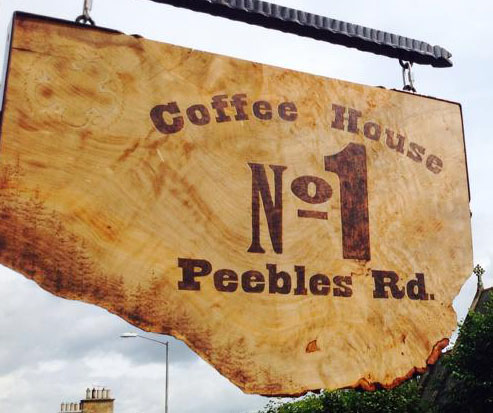 Coffee House
No1
Peebles Rd.